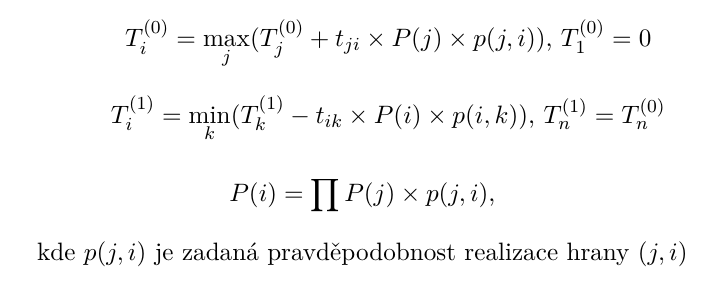 T_i^{(0)} = \max_j (T_j^{(0)} + t_{ji} × P(j) × p(j, i)), T_1^{(0)} = 0
T_i^{(1)} = \min_k (T_k^{(1)} − t_{ik} × P(i) × p(i, k)), T_n^{(1)} = T_n^{(0)}
P(i) = ∏ P(j) × p(j, i),
kde p(j, i) je zadaná pravděpodobnost realizace hrany (j, i)